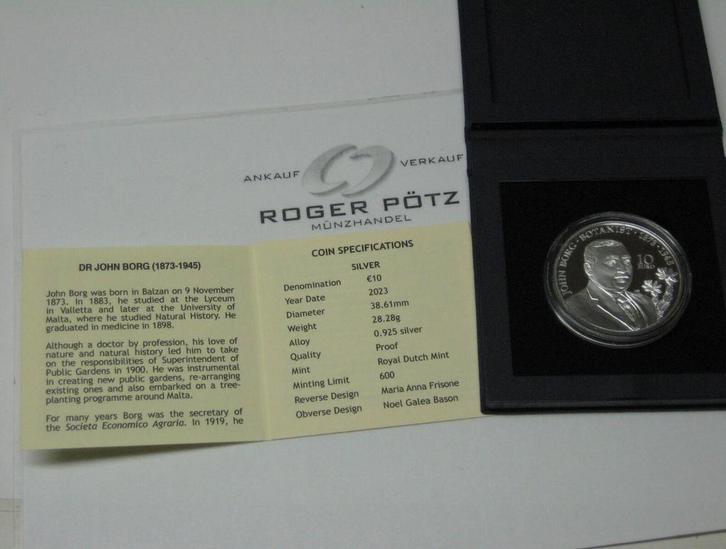 ANKAUF VERKAUF
ROGER PÖTZ
MÜNZHANDEL
DR JOHN BORG (1873-1945)
John Borg was born in Balzan on 9 November
1873. In 1883, he studied at the Lyceum
in Valletta and later at the University of
Malta, where he studied Natural History. He
graduated in medicine in 1898.
Although a doctor by profession, his love of
nature and natural history led him to take
on the responsibilities of Superintendent of
Public Gardens in 1900. He was instrumental
in creating new public gardens, re-arranging
existing ones and also embarked on a tree-
planting programme around Malta.
For many years Borg was the secretary of
the Societa Economico Agraria. In 1919, he
COIN SPECIFICATIONS
SILVER
Denomination €10
Year Date 2023
Diameter 38.61mm
Weight 28.28g
Alloy 0.925 silver
Quality Proof
Mint Royal Dutch Mint
Minting Limit 600
Reverse Design Maria Anna Frisone
Obverse Design Noel Galea Bason
JOHN BORG · BOTANIST · 1873-1945
10
EURO